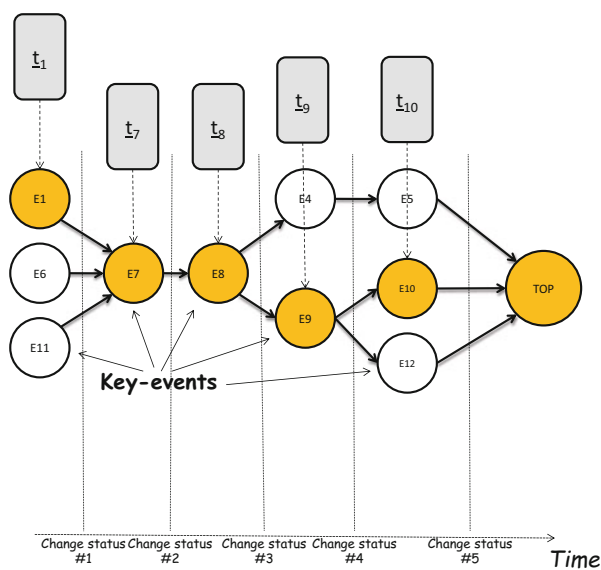 t1
t7
t8
t9
t10
E1
E4
E5
E6
E7
E8
E10
TOP
E9
E11
E12
Key-events
Change status #1
Change status #2
Change status #3
Change status #4
Change status #5
Time